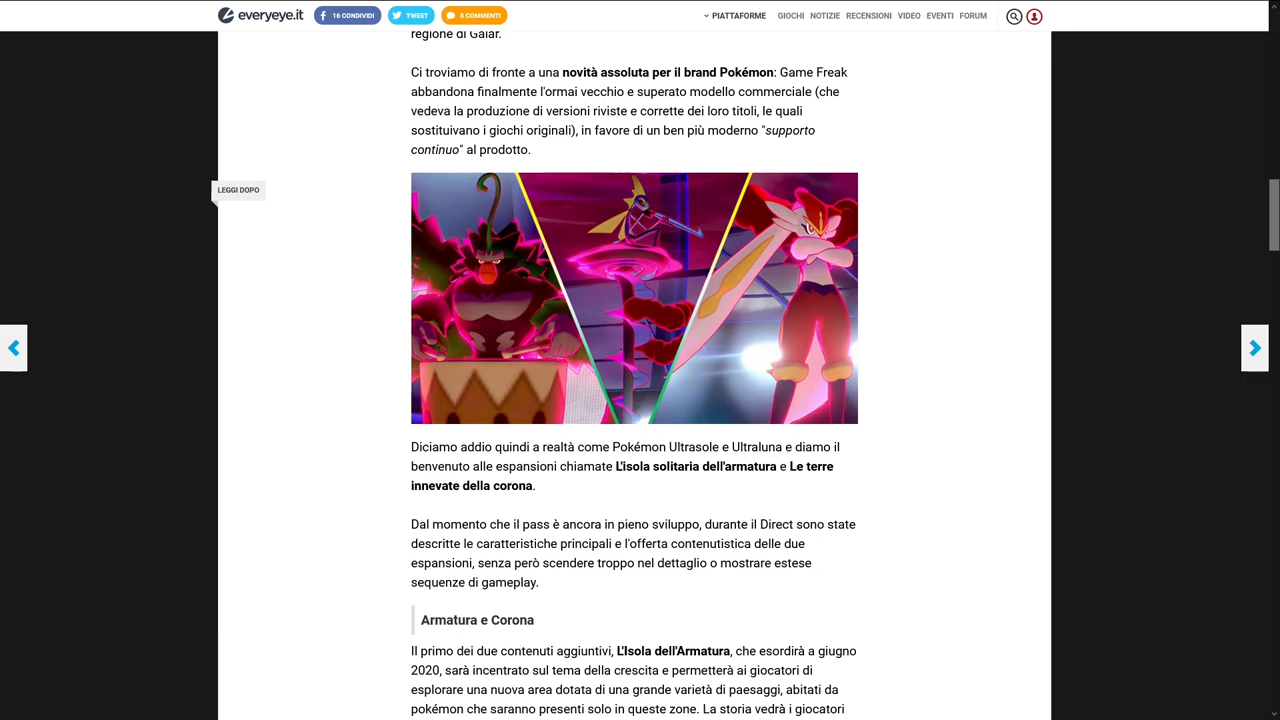 everyeye.it
16 CONDIVIDI
TWEET
5 COMMENTI
PIATTAFORME
GIOCHI
NOTIZIE
RECENSIONI
VIDEO
EVENTI
FORUM
regione di Galar.
Ci troviamo di fronte a una novità assoluta per il brand Pokémon: Game Freak
abbandona finalmente l'ormai vecchio e superato modello commerciale (che
vedeva la produzione di versioni riviste e corrette dei loro titoli, le quali
sostituivano i giochi originali), in favore di un ben più moderno "supporto
continuo" al prodotto.
LEGGI DOPO
Diciamo addio quindi a realtà come Pokémon Ultrasole e Ultraluna e diamo il
benvenuto alle espansioni chiamate L'isola solitaria dell'armatura e Le terre
innevate della corona.
Dal momento che il pass è ancora in pieno sviluppo, durante il Direct sono state
descritte le caratteristiche principali e l'offerta contenutistica delle due
espansioni, senza però scendere troppo nel dettaglio o mostrare estese
sequenze di gameplay.
Armatura e Corona
Il primo dei due contenuti aggiuntivi, L'Isola dell'Armatura, che esordirà a giugno
2020, sarà incentrato sul tema della crescita e permetterà ai giocatori di
esplorare una nuova area dotata di una grande varietà di paesaggi, abitati da
pokémon che saranno presenti solo in queste zone. La storia vedrà i giocatori